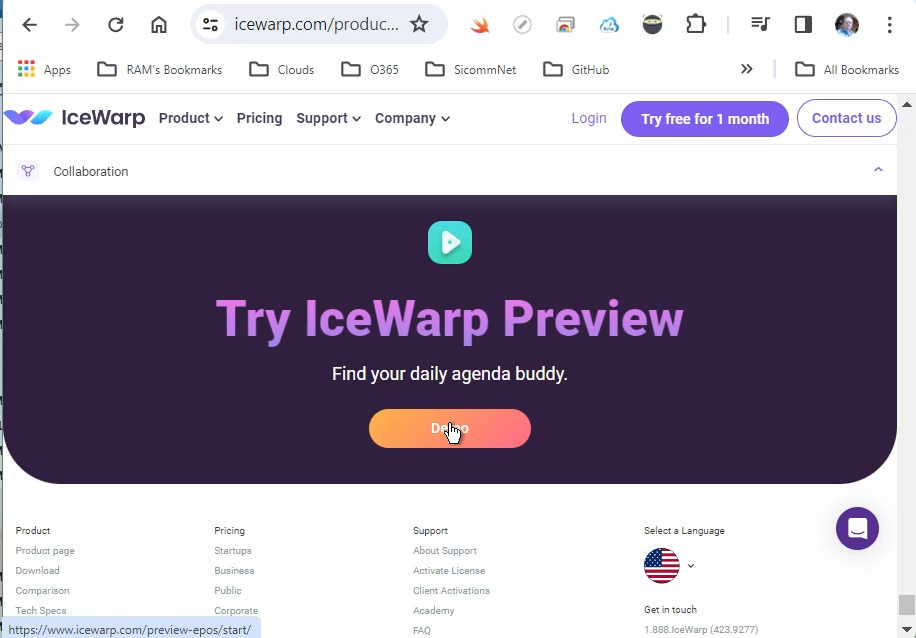 icewarp.com/produc...
Apps
RAM's Bookmarks
Clouds
O365
SicommNet
GitHub
All Bookmarks
IceWarp
Product
Pricing
Support
Company
Login
Try free for 1 month
Contact us
Collaboration
Try IceWarp Preview
Find your daily agenda buddy.
Demo
Product
Pricing
Support
Select a Language
Product page
Startups
About Support
Download
Business
Activate License
Comparison
Public
Client Activations
Tech Specs
Corporate
Academy
Get in touch
FAQ
1.888.IceWarp (423.9277)
https://www.icewarp.com/preview-epos/start/